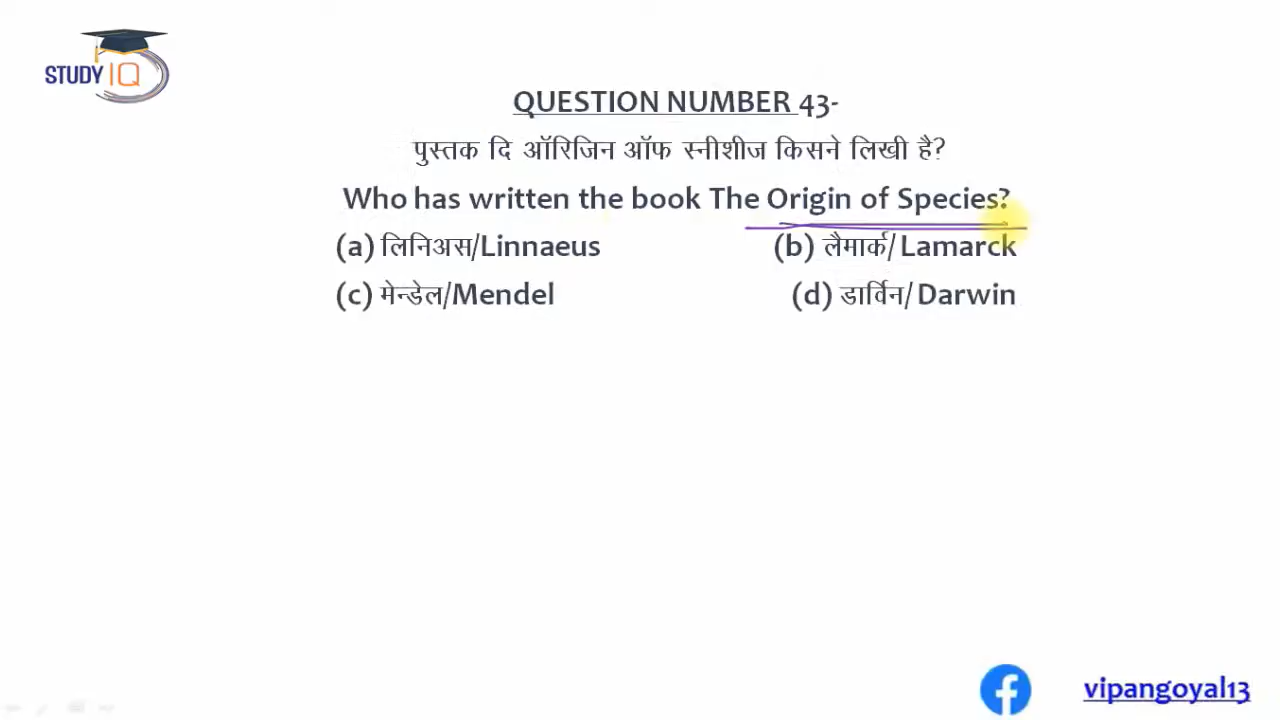 STUDY IQ
QUESTION NUMBER 43-
पुस्तक दि ऑरिजिन ऑफ स्नीशीज किसने लिखी है?
Who has written the book The Origin of Species?
(a) लिनिअस/Linnaeus (b) लैमार्क/ Lamarck
(c) मेन्डेल/Mendel (d) डार्विन/ Darwin
vipangoyal13